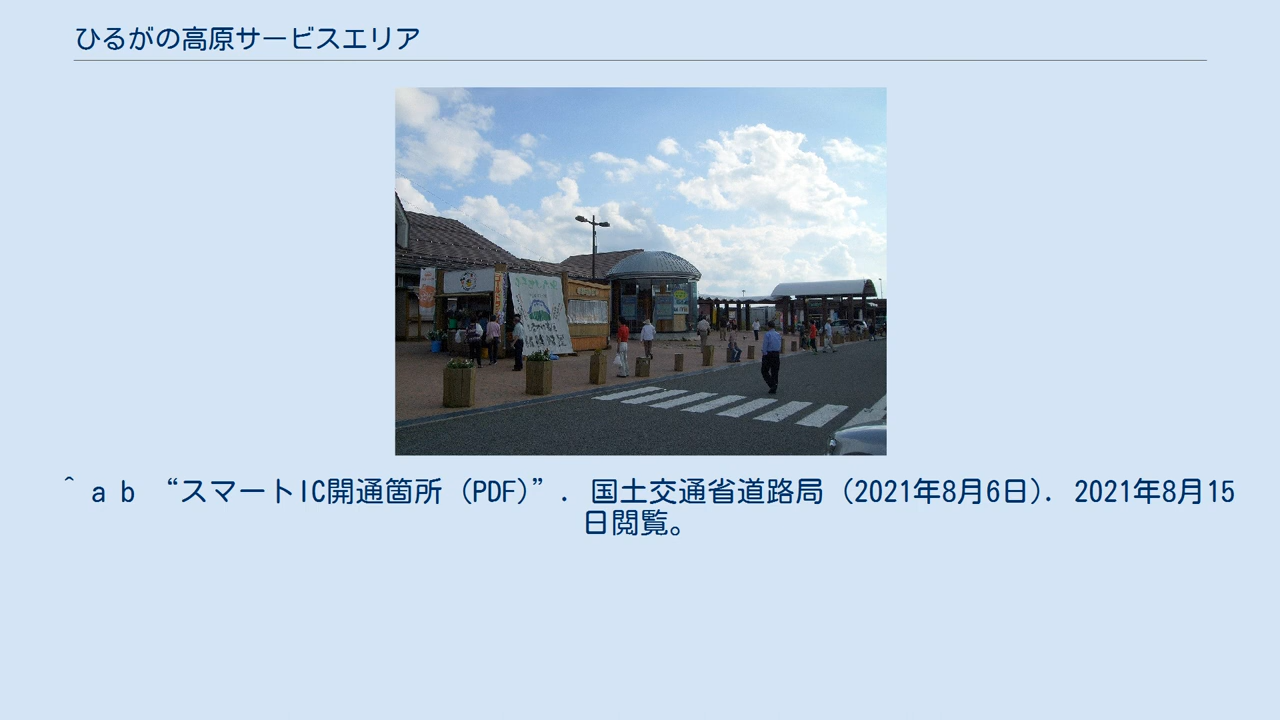 ひるがの高原サービスエリア
^ a b “スマートIC開通箇所 (PDF)”. 国土交通省道路局 (2021年8月6日). 2021年8月15
日閲覧。